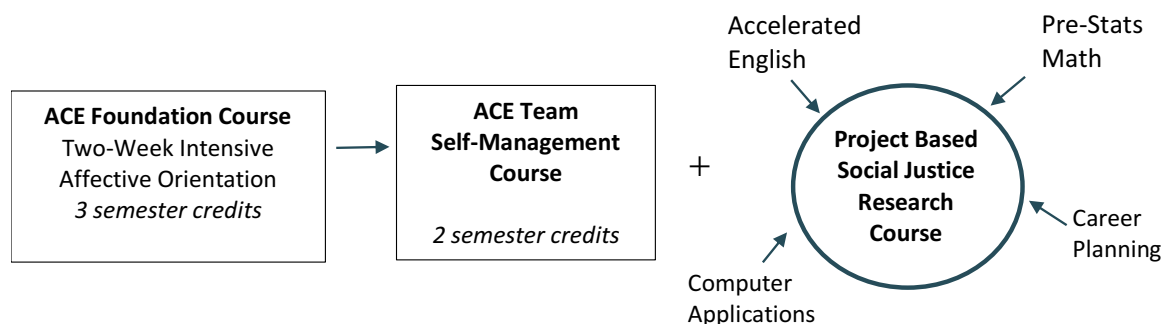 ACE Foundation Course
Two-Week Intensive
Affective Orientation
3 semester credits
ACE Team
Self-Management
Course
2 semester credits
+
Accelerated
English
Pre-Stats
Math
Project Based
Social Justice
Research
Course
Career
Planning
Computer
Applications